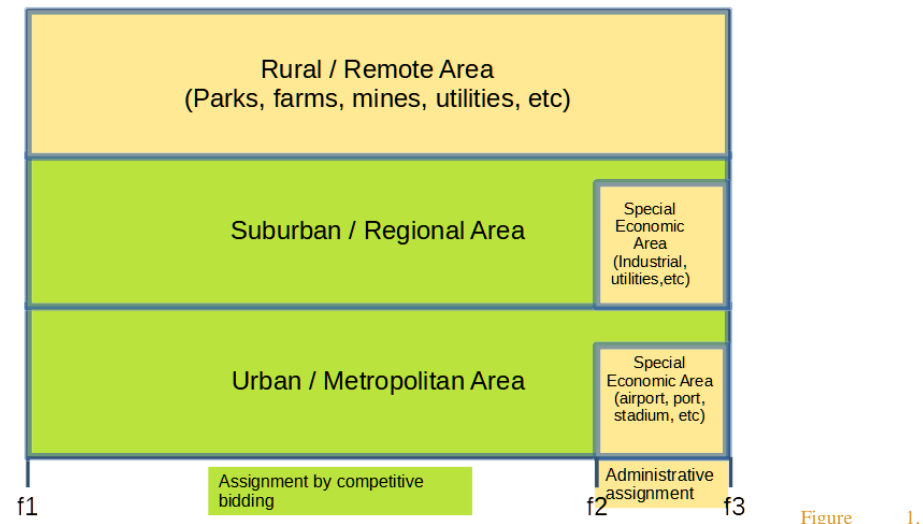 Rural / Remote Area
(Parks, farms, mines, utilities, etc)
Suburban / Regional Area
Special
Economic
Area
(Industrial,
utilities,etc)
Urban / Metropolitan Area
Special
Economic Area
(airport, port,
stadium, etc)
Assignment by competitive
bidding
Administrative
assignment
f1
f2
f3
Figure 1.